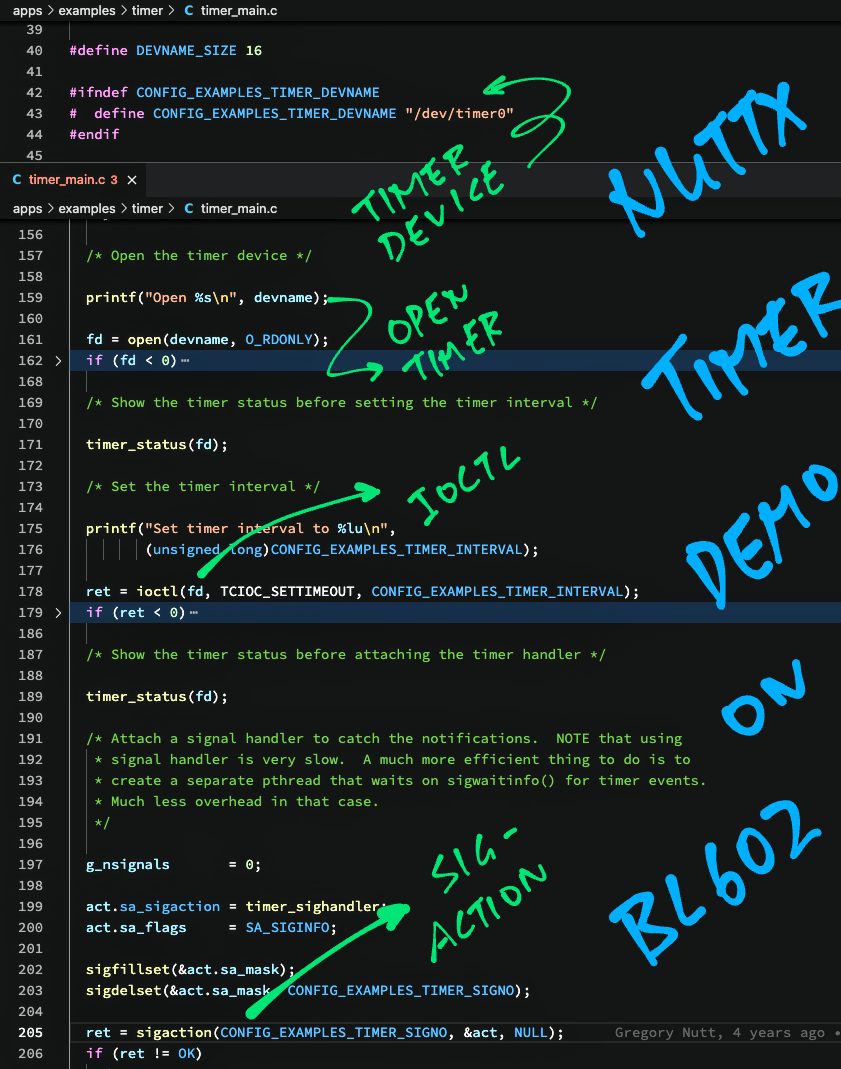 apps > examples > timer > C timer_main.c
39
40 #define DEVNAME_SIZE 16
41
42 #ifndef CONFIG_EXAMPLES_TIMER_DEVNAME
43 #  define CONFIG_EXAMPLES_TIMER_DEVNAME "/dev/timer0"
44 #endif
45
TIMER
DEVICE
NUTTX
C timer_main.c 3 ×
apps > examples > timer > C timer_main.c
156
157 /* Open the timer device */
158
159 printf("Open %s\n", devname);
160
161 fd = open(devname, O_RDONLY);
162 > if (fd < 0)⋯
168
OPEN
TIMER
TIMER
169 /* Show the timer status before setting the timer interval */
170
171 timer_status(fd);
172
173 /* Set the timer interval */
174
175 printf("Set timer interval to %lu\n",
176        (unsigned long)CONFIG_EXAMPLES_TIMER_INTERVAL);
177
IOCTL
DEMO
178 ret = ioctl(fd, TCIOC_SETTIMEOUT, CONFIG_EXAMPLES_TIMER_INTERVAL);
179 > if (ret < 0)⋯
186
187 /* Show the timer status before attaching the timer handler */
188
189 timer_status(fd);
190
ON
191 /* Attach a signal handler to catch the notifications.  NOTE that using
192  * signal handler is very slow.  A much more efficient thing to do is to
193  * create a separate pthread that waits on sigwaitinfo() for timer events.
194  * Much less overhead in that case.
195  */
196
197 g_nsignals       = 0;
198
199 act.sa_sigaction = timer_sighandler;
200 act.sa_flags     = SA_SIGINFO;
201
SIG-
ACTION
BL602
202 sigfillset(&act.sa_mask);
203 sigdelset(&act.sa_mask, CONFIG_EXAMPLES_TIMER_SIGNO);
204
205 ret = sigaction(CONFIG_EXAMPLES_TIMER_SIGNO, &act, NULL); Gregory Nutt, 4 years ago •
206 if (ret != OK)